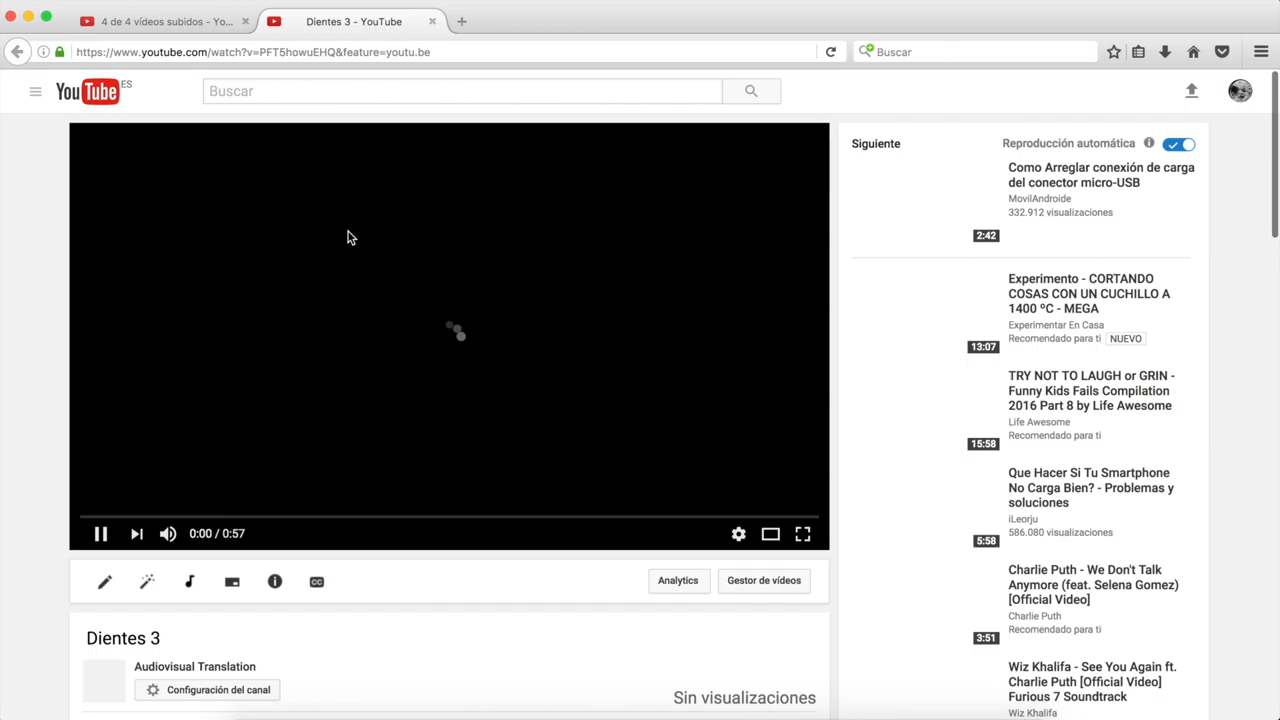 4 de 4 vídeos subidos - Yo...
Dientes 3 - YouTube
https://www.youtube.com/watch?v=PFT5howuEHQ&feature=youtu.be
Buscar
YouTube ES
Buscar
0:00 / 0:57
CC
Analytics
Gestor de vídeos
Dientes 3
Audiovisual Translation
Configuración del canal
Sin visualizaciones
Siguiente
Reproducción automática
Como Arreglar conexión de carga
del conector micro-USB
MovilAndroide
332.912 visualizaciones
2:42
Experimento - CORTANDO
COSAS CON UN CUCHILLO A
1400 ºC - MEGA
Experimentar En Casa
Recomendado para ti NUEVO
13:07
TRY NOT TO LAUGH or GRIN -
Funny Kids Fails Compilation
2016 Part 8 by Life Awesome
Life Awesome
Recomendado para ti
15:58
Que Hacer Si Tu Smartphone
No Carga Bien? - Problemas y
soluciones
iLeorju
586.080 visualizaciones
5:58
Charlie Puth - We Don't Talk
Anymore (feat. Selena Gomez)
[Official Video]
Charlie Puth
Recomendado para ti
3:51
Wiz Khalifa - See You Again ft.
Charlie Puth [Official Video]
Furious 7 Soundtrack
Wiz Khalifa